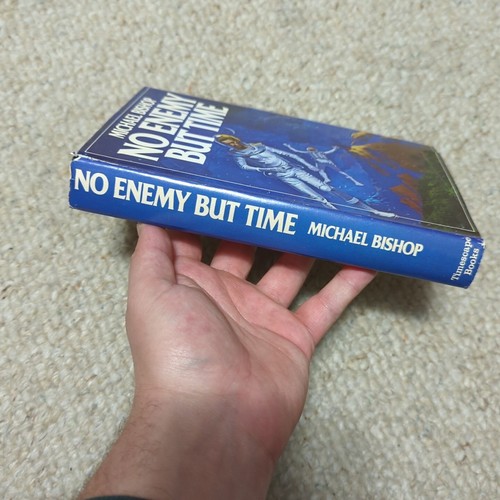 MICHAEL BISHOP
NO ENEMY
BUT TIME
NO ENEMY BUT TIME MICHAEL BISHOP
Timescape
Books